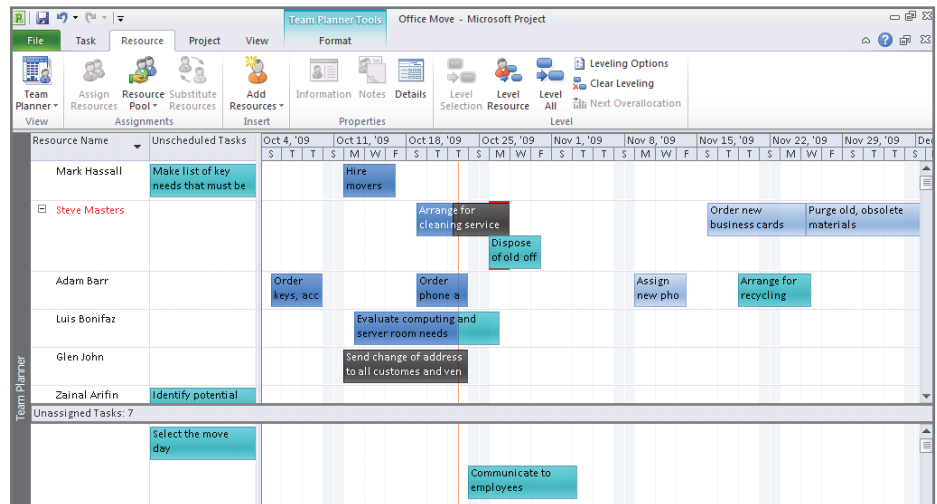 Team Planner Tools Office Move - Microsoft Project
File Task Resource Project View Format
Team Planner
Assign Resources
Resource Pool
Substitute Resources
Add Resources
Information Notes Details
Level Selection
Level Resource
Level All
Leveling Options
Clear Leveling
Next Overallocation
View Assignments Insert Properties Level
Resource Name Unscheduled Tasks Oct 4, '09 Oct 11, '09 Oct 18, '09 Oct 25, '09 Nov 1, '09 Nov 8, '09 Nov 15, '09 Nov 22, '09 Nov 29, '09 Dec
S T T S M W F S T T S M W F S T T S M W F S T T S M W F S T T S
Mark Hassall
Make list of key
needs that must be
Hire
movers
Steve Masters
Arrange for
cleaning service
Order new
business cards
Purge old, obsolete
materials
Dispose
of old off
Adam Barr
Order
keys, acc
Order
phone a
Assign
new pho
Arrange for
recycling
Luis Bonifaz
Evaluate computing and
server room needs
Glen John
Send change of address
to all customes and ven
Zainal Arifin
Identify potential
Team Planner
Unassigned Tasks: 7
Select the move
day
Communicate to
employees